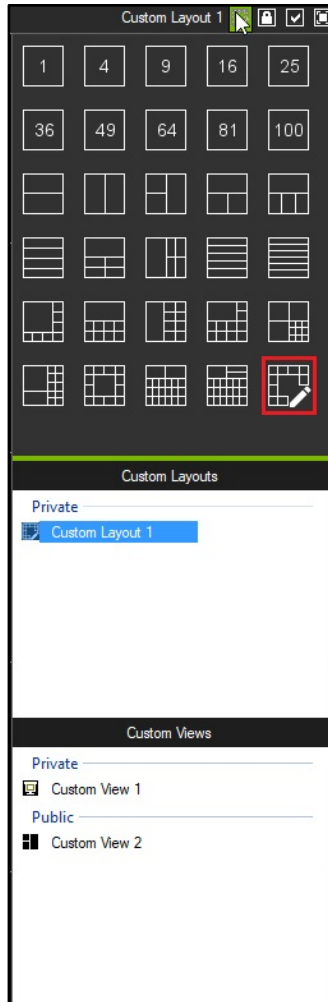 Custom Layout 1
1 4 9 16 25
36 49 64 81 100
Custom Layouts
Private
Custom Layout 1
Custom Views
Private
Custom View 1
Public
Custom View 2